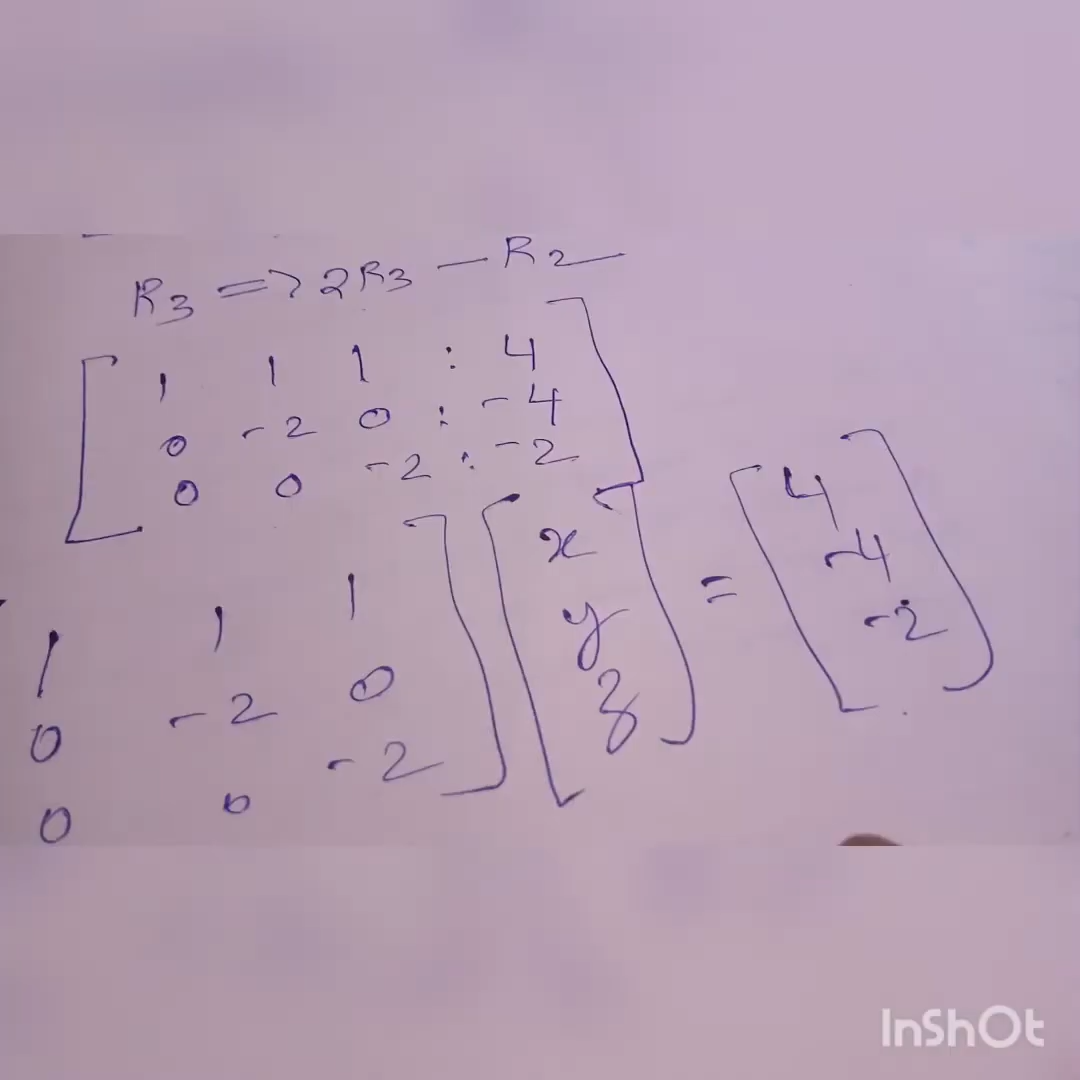 R3 => 2R3 — R2
1 1 1 : 4
0 -2 0 : -4
0 0 -2 : -2
1 1 1 x 4
0 -2 0 y = -4
0 0 -2 z -2
InShOt